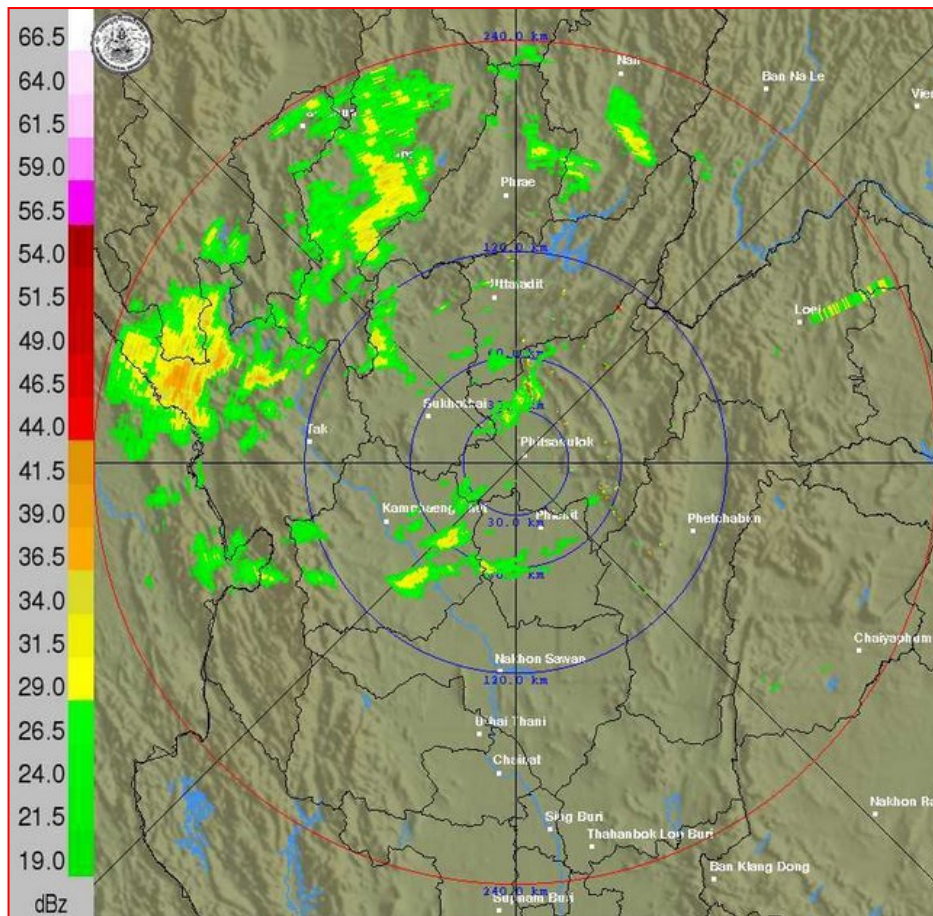 66.5
64.0
61.5
59.0
56.5
54.0
51.5
49.0
46.5
44.0
41.5
39.0
36.5
34.0
31.5
29.0
26.5
24.0
21.5
19.0
dBz
240.0 km
Nan
Ban Na Le
Phrae
120.0 km
Uttaradit
Loei
Sukhothai
Tak
Phitsanulok
Phichit
30.0 km
Phetchabun
Chaiyaphum
Nakhon Sawan
120.0 km
Uthai Thani
Chainat
Sing Buri
Thahanbok Lop Buri
Ban Klang Dong
240.0 km